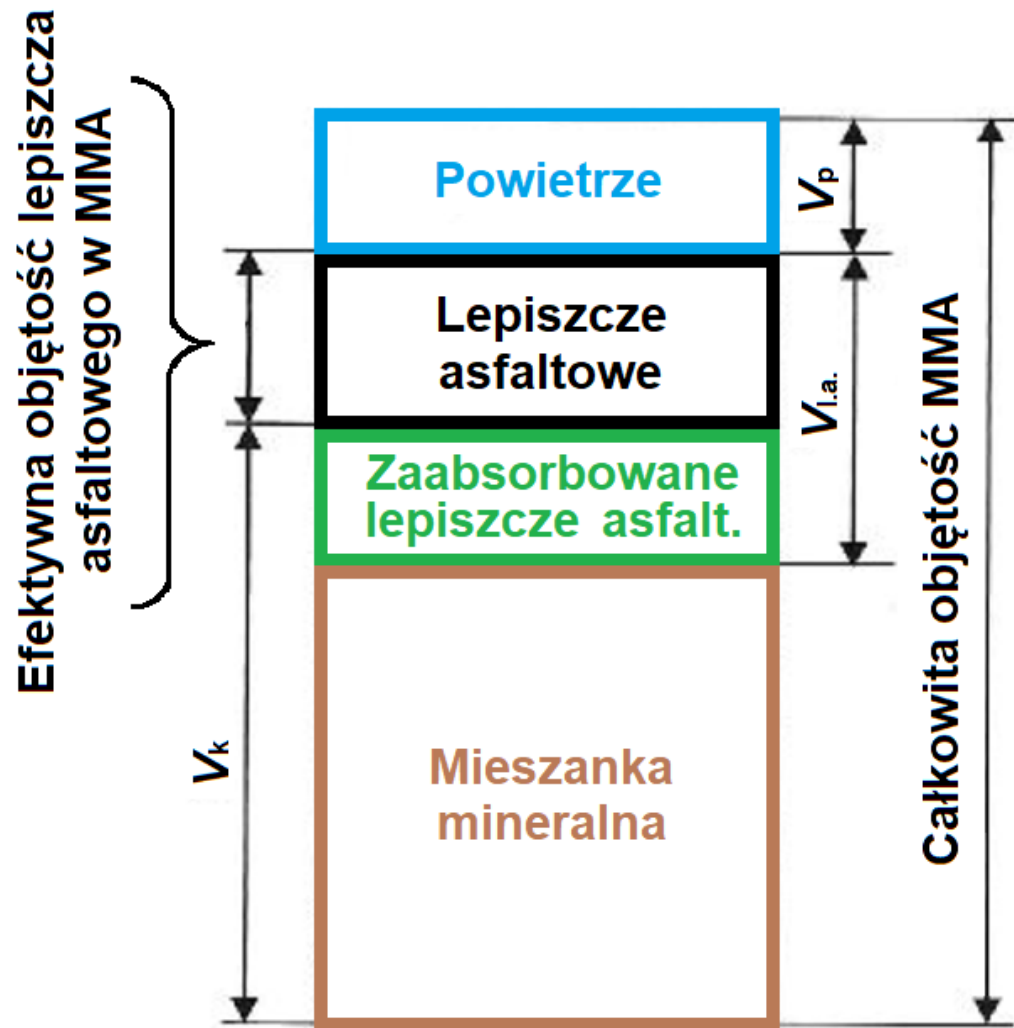 Efektywna objętość lepiszcza
asfaltowego w MMA
Powietrze
Vp
Lepiszcze
asfaltowe
Vl.a.
Zaabsorbowane
lepiszcze asfalt.
Vk
Mieszanka
mineralna
Całkowita objętość MMA